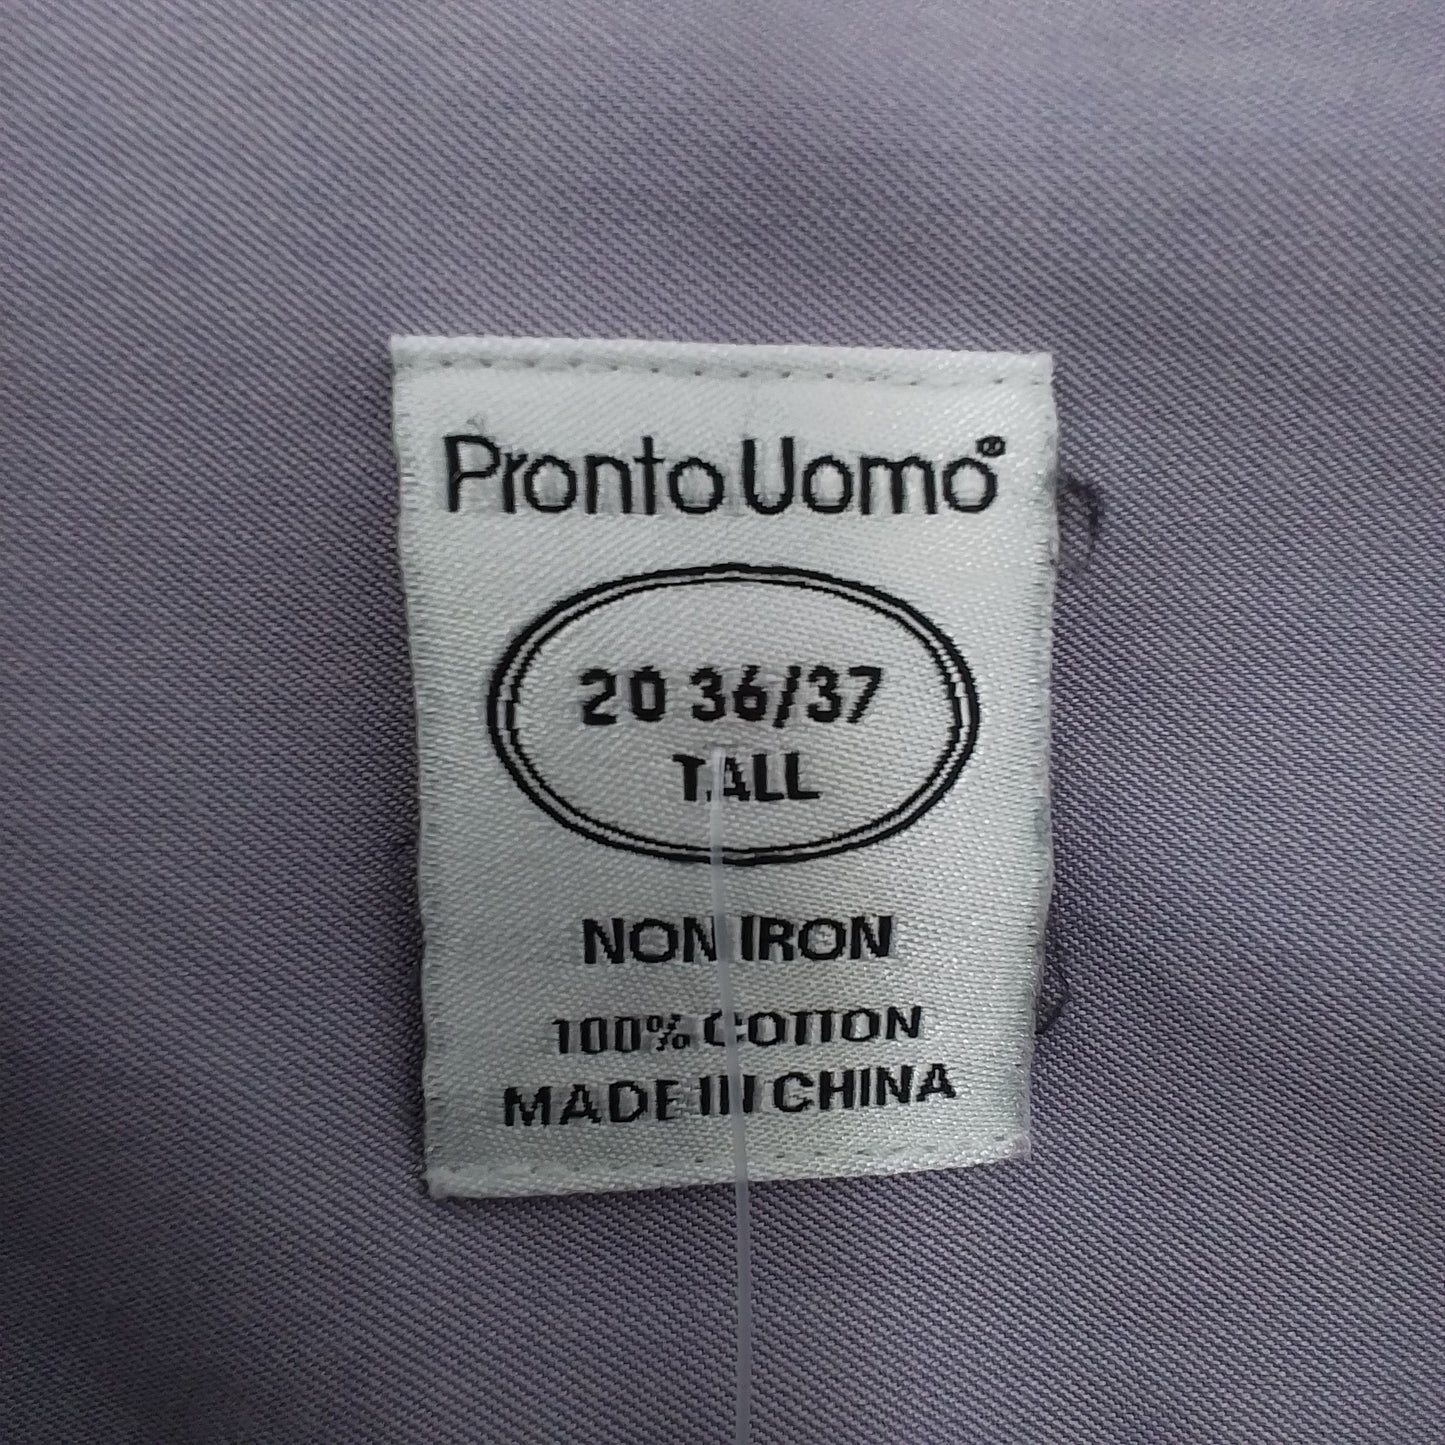 Pronto Uomo®
20 36/37
TALL
NON IRON
100% COTTON
MADE IN CHINA